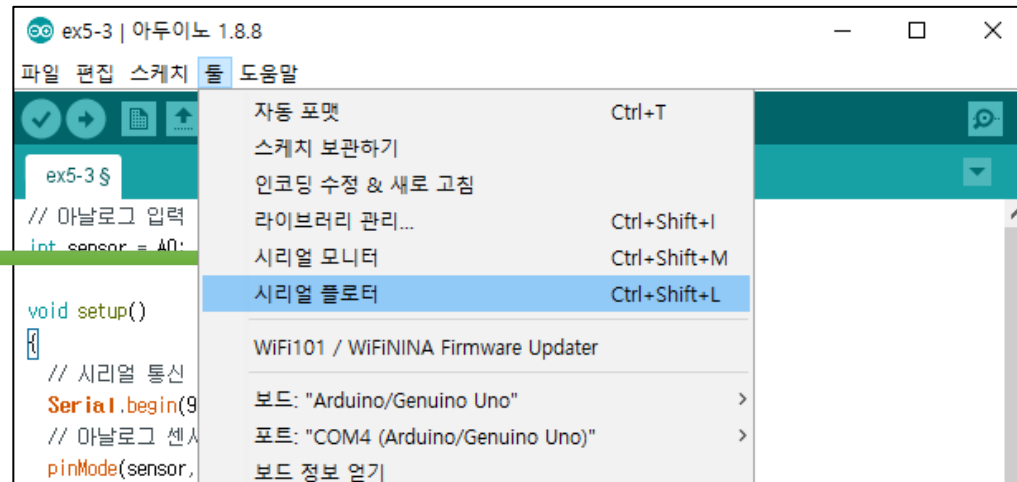 ex5-3 | 아두이노 1.8.8
파일 편집 스케치 툴 도움말
자동 포맷 Ctrl+T
스케치 보관하기
인코딩 수정 & 새로 고침
라이브러리 관리... Ctrl+Shift+I
시리얼 모니터 Ctrl+Shift+M
시리얼 플로터 Ctrl+Shift+L
WiFi101 / WiFiNINA Firmware Updater
보드: "Arduino/Genuino Uno"
포트: "COM4 (Arduino/Genuino Uno)"
보드 정보 얻기
ex5-3 §
// 아날로그 입력
int sensor = A0;
void setup()
{
// 시리얼 통신
Serial.begin(9
// 아날로그 센서
pinMode(sensor,